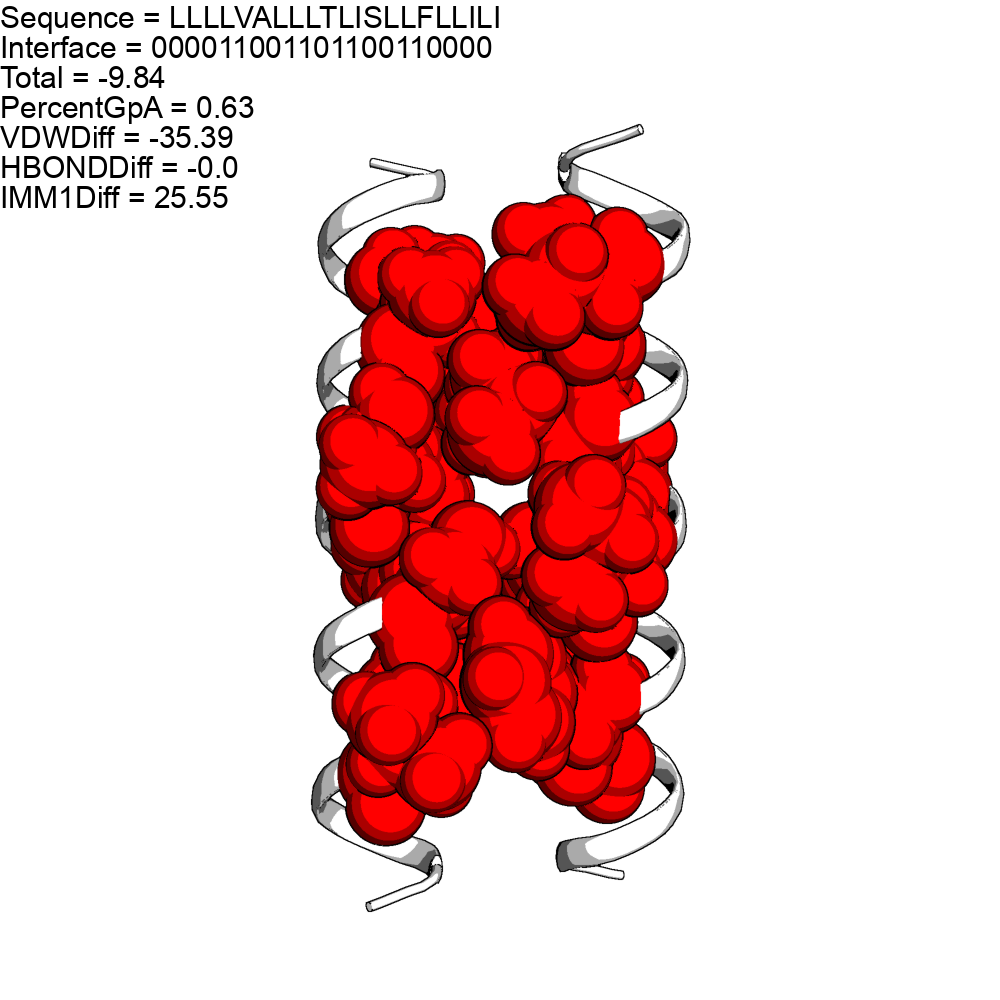 Sequence = LLLLVALLLTLISLLFLLILI
Interface = 000011001101100110000
Total = -9.84
PercentGpA = 0.63
VDWDiff = -35.39
HBONDDiff = -0.0
IMM1Diff = 25.55